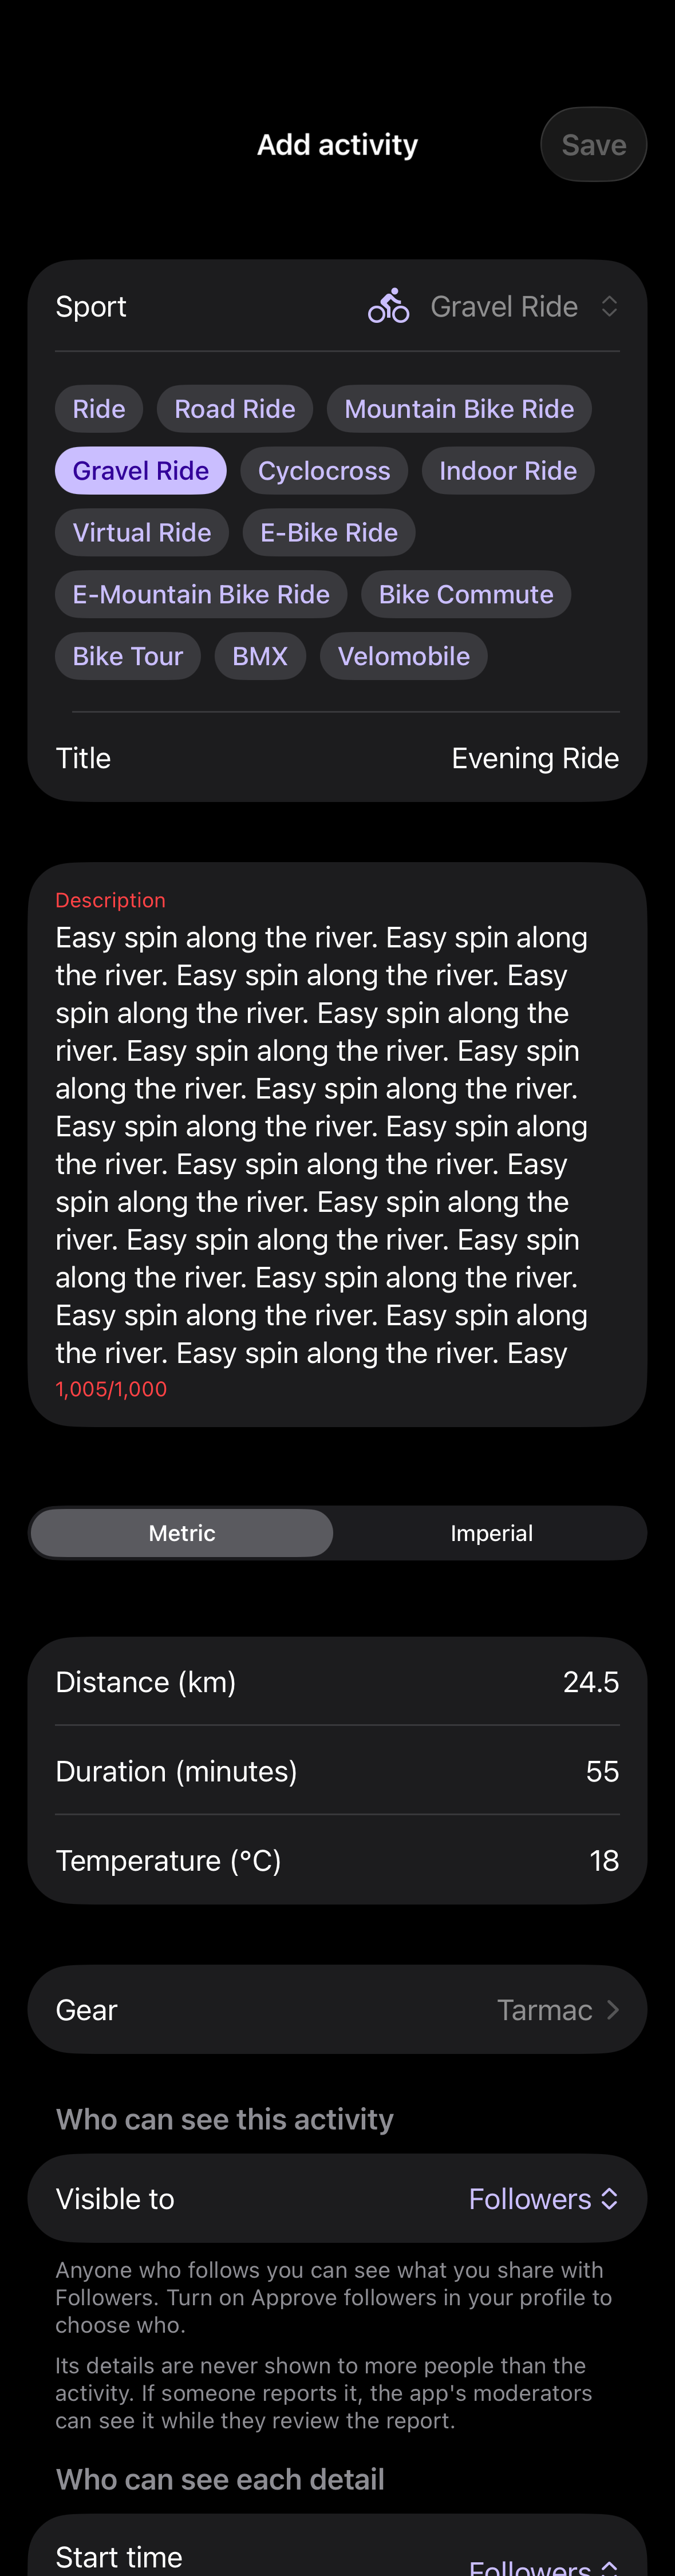 Add activity
Save
Sport
Gravel Ride
Ride
Road Ride
Mountain Bike Ride
Gravel Ride
Cyclocross
Indoor Ride
Virtual Ride
E-Bike Ride
E-Mountain Bike Ride
Bike Commute
Bike Tour
BMX
Velomobile
Title
Evening Ride
Description
Easy spin along the river. Easy spin along
the river. Easy spin along the river. Easy
spin along the river. Easy spin along the
river. Easy spin along the river. Easy spin
along the river. Easy spin along the river.
Easy spin along the river. Easy spin along
the river. Easy spin along the river. Easy
spin along the river. Easy spin along the
river. Easy spin along the river. Easy spin
along the river. Easy spin along the river.
Easy spin along the river. Easy spin along
the river. Easy spin along the river. Easy
1,005/1,000
Metric
Imperial
Distance (km)
24.5
Duration (minutes)
55
Temperature (°C)
18
Gear
Tarmac
Who can see this activity
Visible to
Followers
Anyone who follows you can see what you share with
Followers. Turn on Approve followers in your profile to
choose who.
Its details are never shown to more people than the
activity. If someone reports it, the app's moderators
can see it while they review the report.
Who can see each detail
Start time
Followers